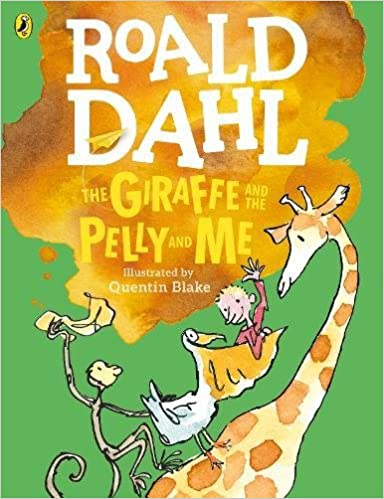 ROALD
DAHL
THE GIRAFFE AND THE
PELLY AND ME
Illustrated by
Quentin Blake